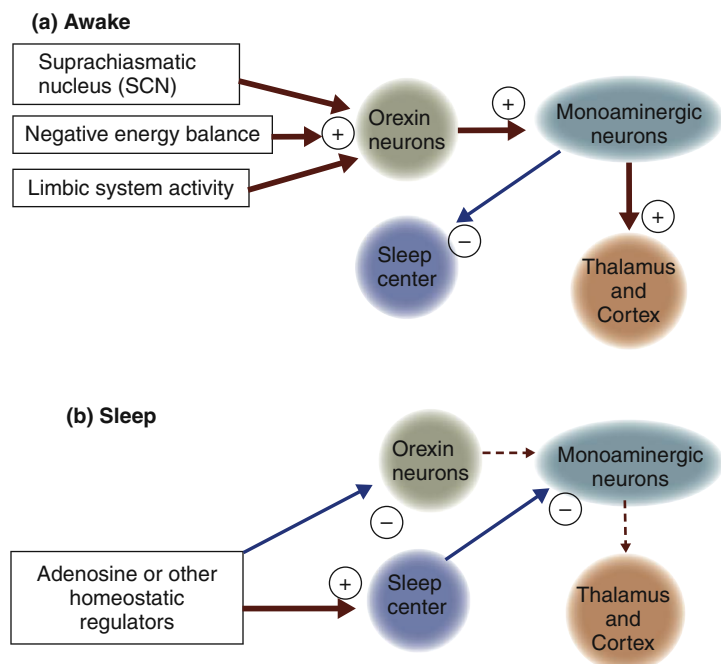 (a) Awake
Suprachiasmatic
nucleus (SCN)
Negative energy balance
Limbic system activity
+
Orexin
neurons
+
Monoaminergic
neurons
−
Sleep
center
+
Thalamus
and
Cortex
(b) Sleep
Orexin
neurons
Monoaminergic
neurons
−
−
Adenosine or other
homeostatic
regulators
+
Sleep
center
Thalamus
and
Cortex